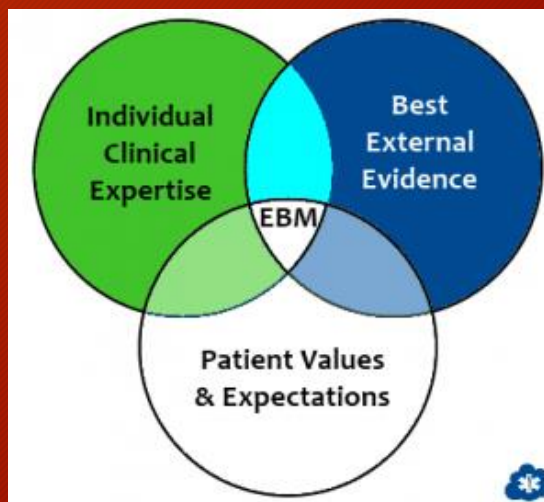 Individual
Clinical
Expertise
Best
External
Evidence
EBM
Patient Values
& Expectations